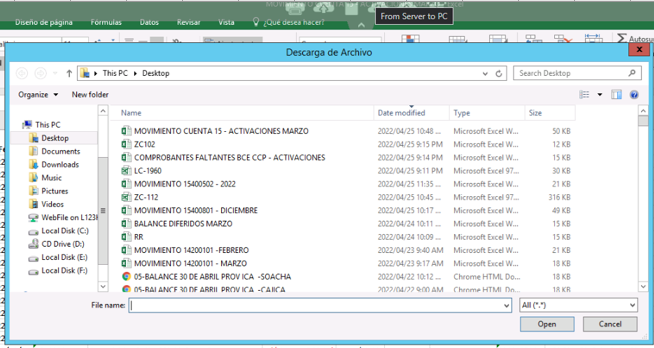 From Server to PC
Diseño de página Fórmulas Datos Revisar Vista ¿Qué desea hacer?
Autosu
Descarga de Archivo
This PC Desktop Search Desktop
Organize New folder
This PC
Desktop
Documents
Downloads
Music
Pictures
Videos
WebFile on L123
Local Disk (C:)
CD Drive (D:)
Local Disk (E:)
Local Disk (F:)
Name Date modified Type Size
MOVIMIENTO CUENTA 15 - ACTIVACIONES MARZO 2022/04/25 10:48 ... Microsoft Excel W... 50 KB
ZC102 2022/04/25 9:15 PM Microsoft Excel W... 12 KB
COMPROBANTES FALTANTES BCE CCP - ACTIVACIONES 2022/04/25 9:14 PM Microsoft Excel W... 15 KB
LC-1960 2022/04/25 9:11 PM Microsoft Excel 97... 30 KB
MOVIMIENTO 15400502 - 2022 2022/04/25 11:35 ... Microsoft Excel W... 21 KB
ZC-112 2022/04/25 10:45 ... Microsoft Excel 97... 316 KB
MOVIMIENTO 15400801 - DICIEMBRE 2022/04/25 10:17 ... Microsoft Excel W... 49 KB
BALANCE DIFERIDOS MARZO 2022/04/24 10:11 ... Microsoft Excel W... 15 KB
RR 2022/04/24 10:09 ... Microsoft Excel W... 15 KB
MOVIMIENTO 14200101 -FEBRERO 2022/04/23 9:40 AM Microsoft Excel W... 21 KB
MOVIMIENTO 14200101 - MARZO 2022/04/23 9:17 AM Microsoft Excel W... 18 KB
05-BALANCE 30 DE ABRIL PROV ICA -SOACHA 2022/04/22 10:12 ... Chrome HTML Do... 18 KB
05-BALANCE 30 DE ABRIL PROV ICA -CAJICA 2022/04/22 9:00 AM Chrome HTML Do... 18 KB
File name: All (*.*)
Open Cancel